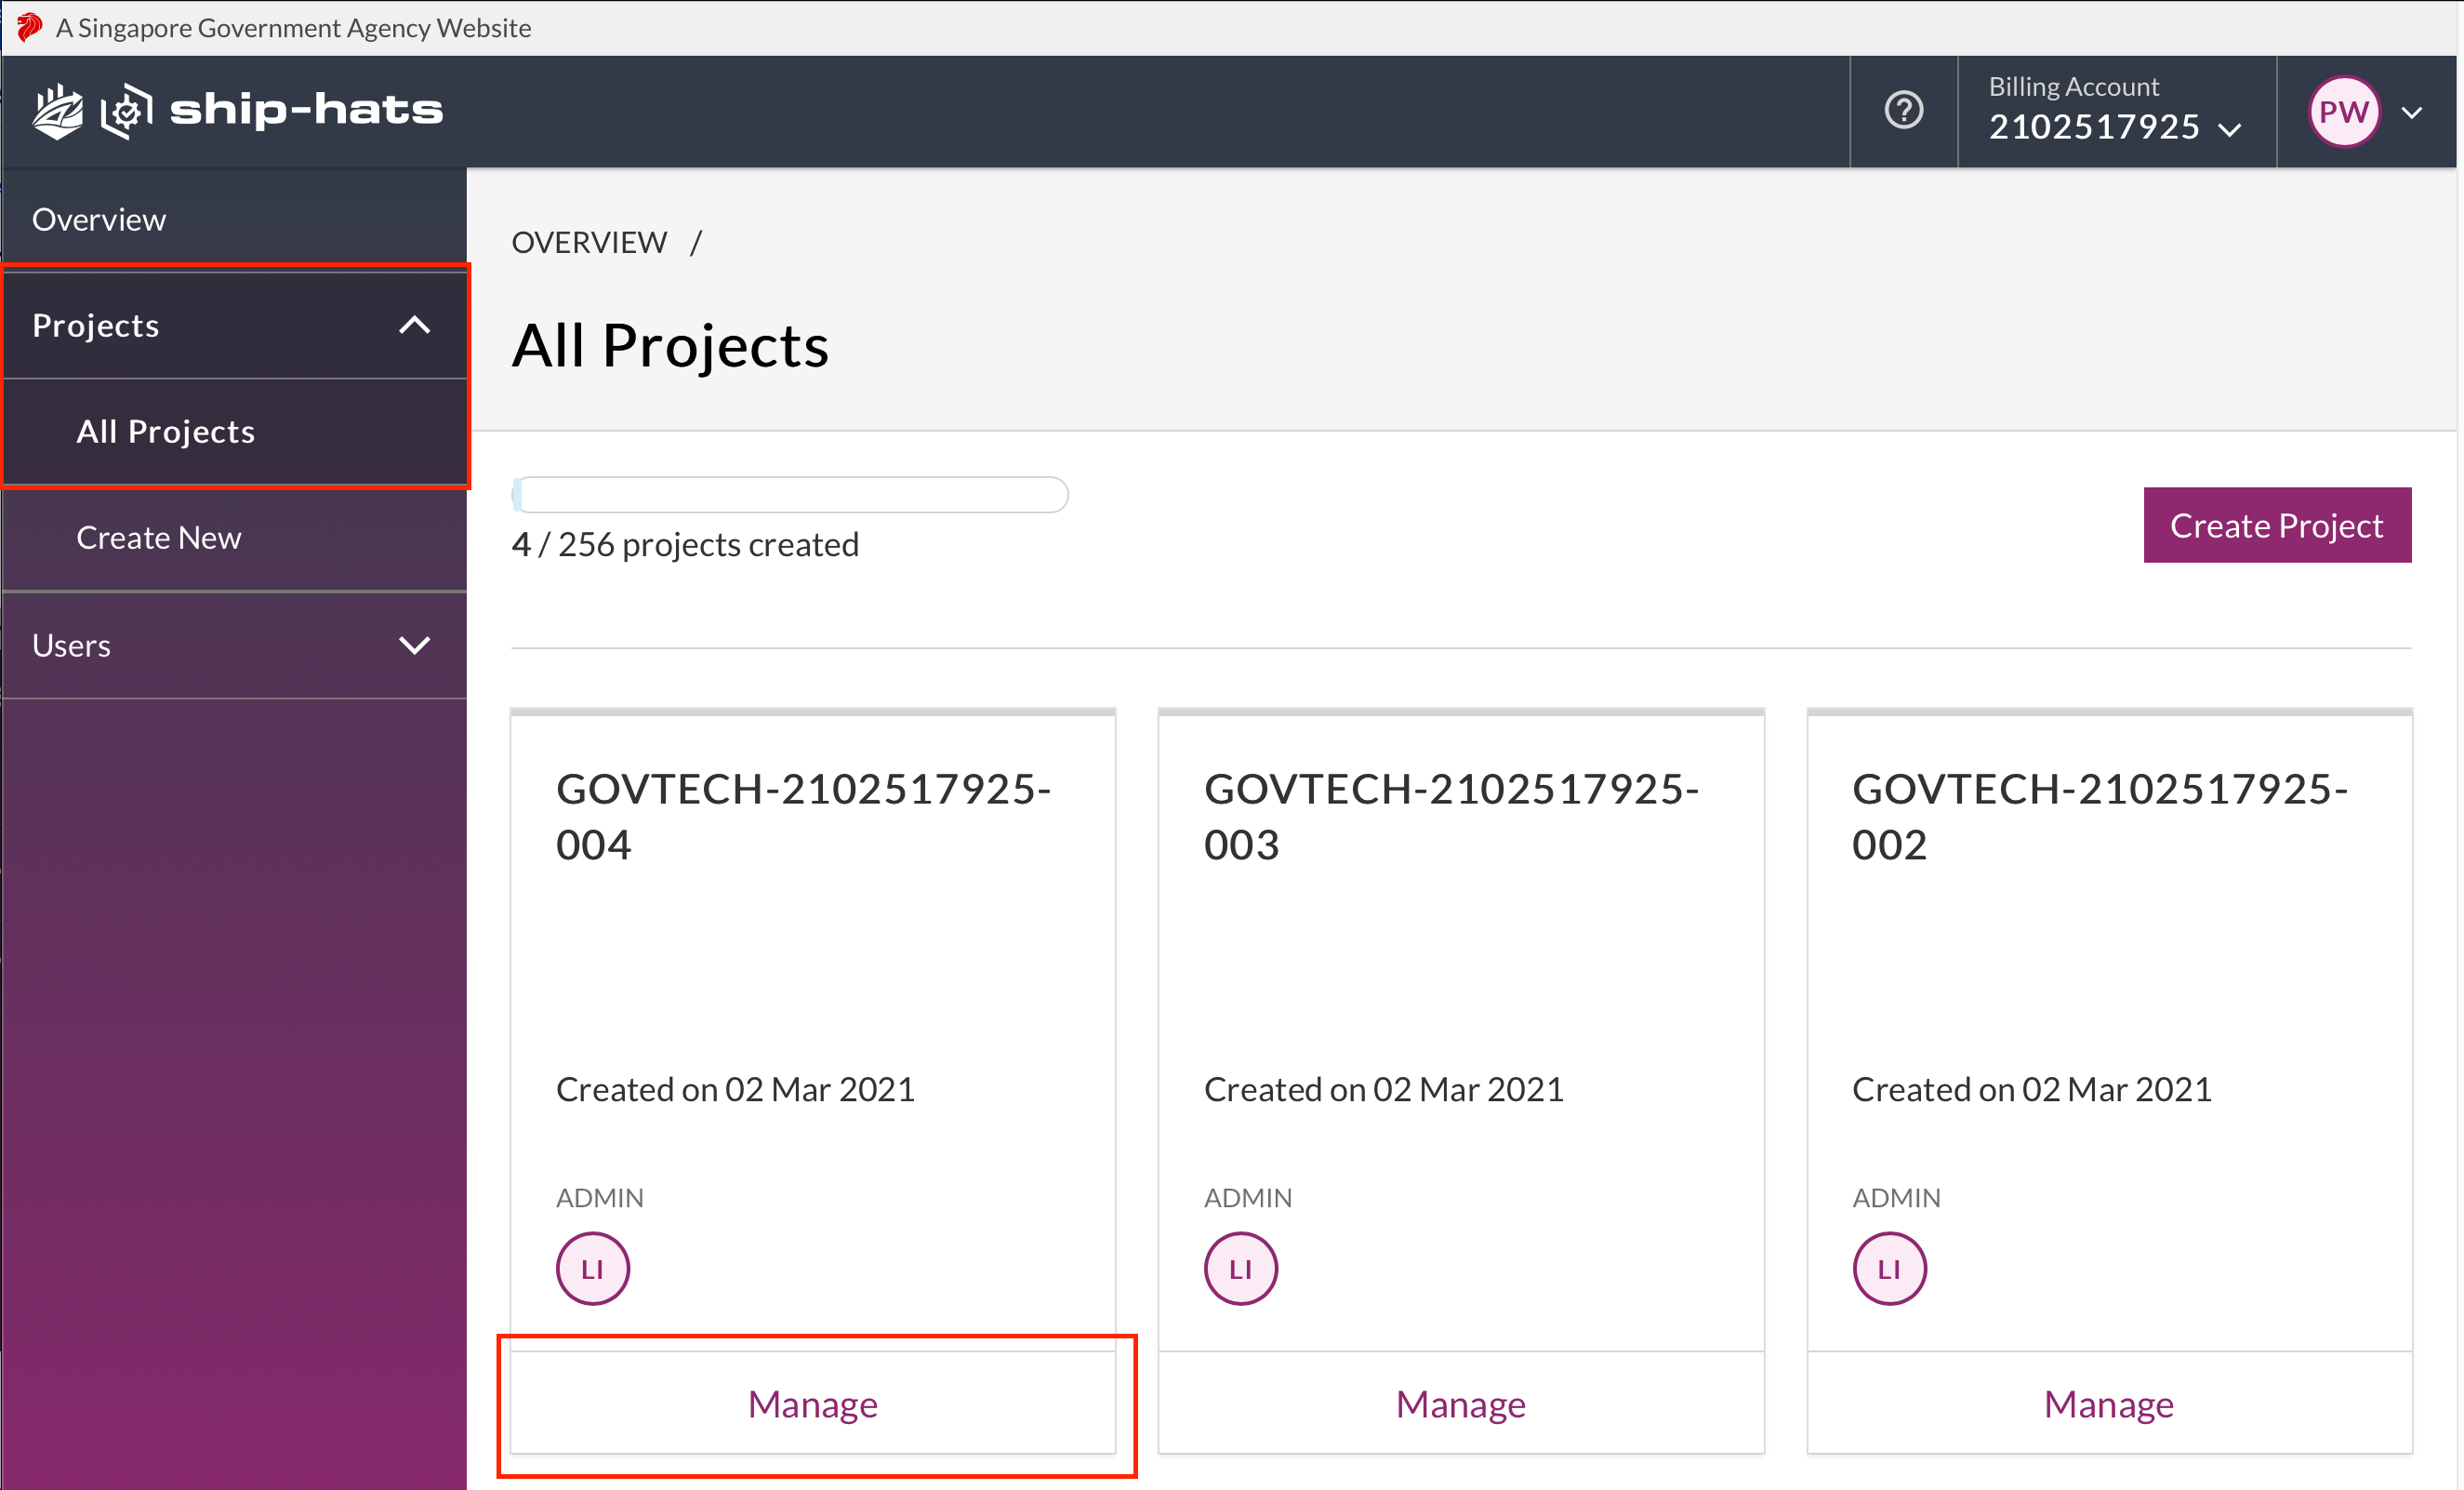 A Singapore Government Agency Website
ship-hats
Billing Account
2102517925
PW
Overview
Projects
All Projects
Create New
Users
OVERVIEW /
All Projects
4 / 256 projects created
Create Project
GOVTECH-2102517925-
004
Created on 02 Mar 2021
ADMIN
LI
Manage
GOVTECH-2102517925-
003
Created on 02 Mar 2021
ADMIN
LI
Manage
GOVTECH-2102517925-
002
Created on 02 Mar 2021
ADMIN
LI
Manage